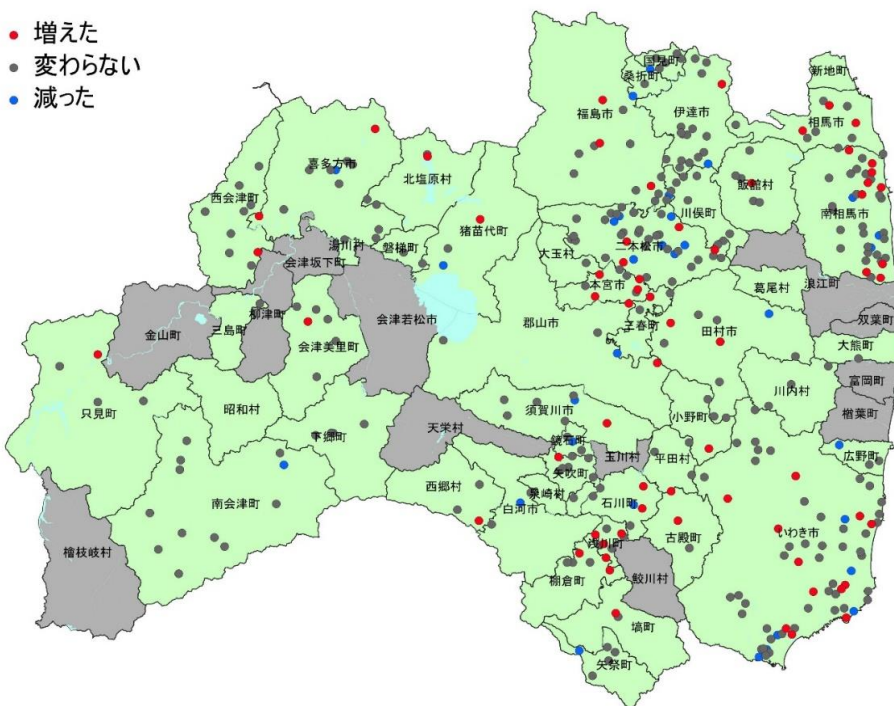 増えた
変わらない
減った
国見町
桑折町
新地町
福島市
伊達市
相馬市
喜多方市
北塩原村
飯舘村
西会津町
川俣町
南相馬市
猪苗代町
湯川村
磐梯町
大玉村
二本松市
会津坂下町
本宮市
葛尾村
浪江町
柳津町
会津若松市
金山町
三島町
郡山市
三春町
田村市
双葉町
会津美里町
大熊町
只見町
昭和村
川内村
富岡町
須賀川市
小野町
楢葉町
下郷町
天栄村
鏡石町
玉川村
平田村
広野町
矢吹町
西郷村
泉崎村
南会津町
白河市
石川町
古殿町
いわき市
檜枝岐村
浅川町
棚倉町
鮫川村
塙町
矢祭町